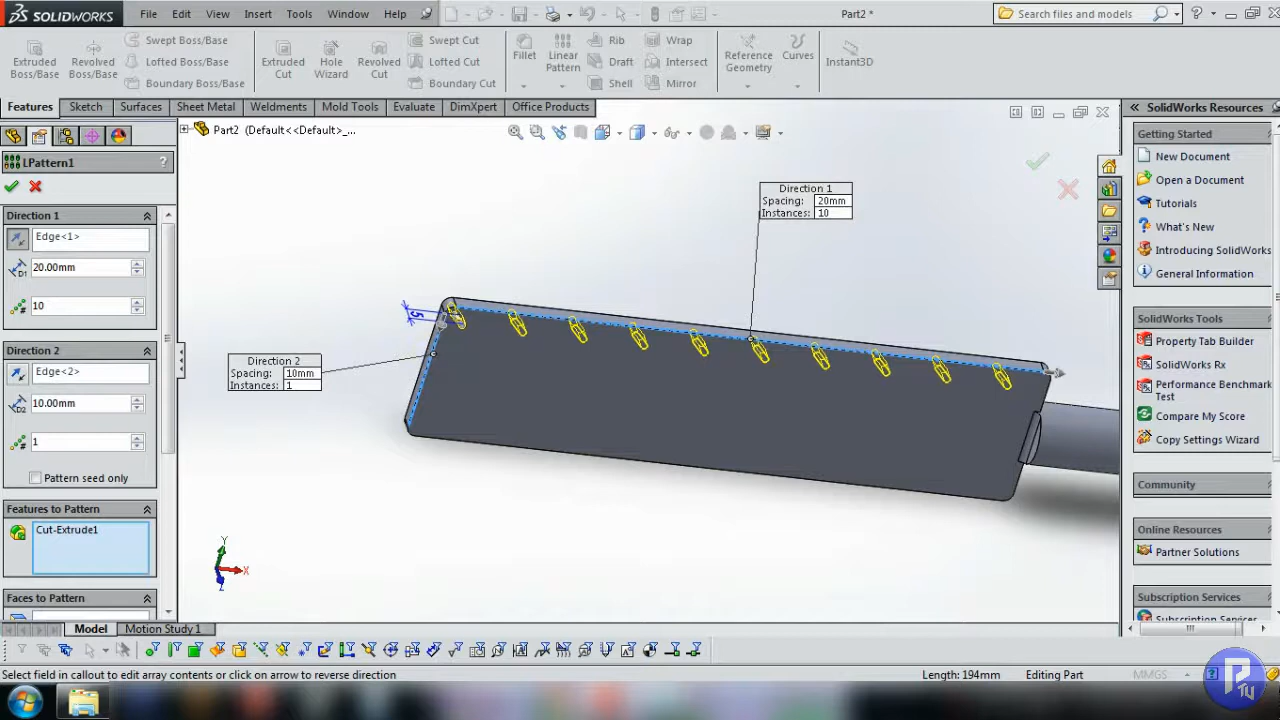 SOLIDWORKS File Edit View Insert Tools Window Help Part2 * Search files and models
Extruded Boss/Base
Revolved Boss/Base
Swept Boss/Base
Lofted Boss/Base
Boundary Boss/Base
Extruded Cut
Hole Wizard
Revolved Cut
Swept Cut
Lofted Cut
Boundary Cut
Fillet
Linear Pattern
Rib
Draft
Shell
Wrap
Intersect
Mirror
Reference Geometry
Curves
Instant3D
Features Sketch Surfaces Sheet Metal Weldments Mold Tools Evaluate DimXpert Office Products
Part2 (Default<<Default>_...
LPattern1 ?
Direction 1
Edge<1>
20.00mm
10
Direction 2
Edge<2>
10.00mm
1
Pattern seed only
Features to Pattern
Cut-Extrude1
Faces to Pattern
Direction 1
Spacing: 20mm
Instances: 10
5
Direction 2
Spacing: 10mm
Instances: 1
Y
X
Z
SolidWorks Resources
Getting Started
New Document
Open a Document
Tutorials
What's New
Introducing SolidWorks
General Information
SolidWorks Tools
Property Tab Builder
SolidWorks Rx
Performance Benchmark
Test
Compare My Score
Copy Settings Wizard
Community
Online Resources
Partner Solutions
Subscription Services
Model Motion Study 1
Select field in callout to edit array contents or click on arrow to reverse direction Length: 194mm Editing Part MMGS